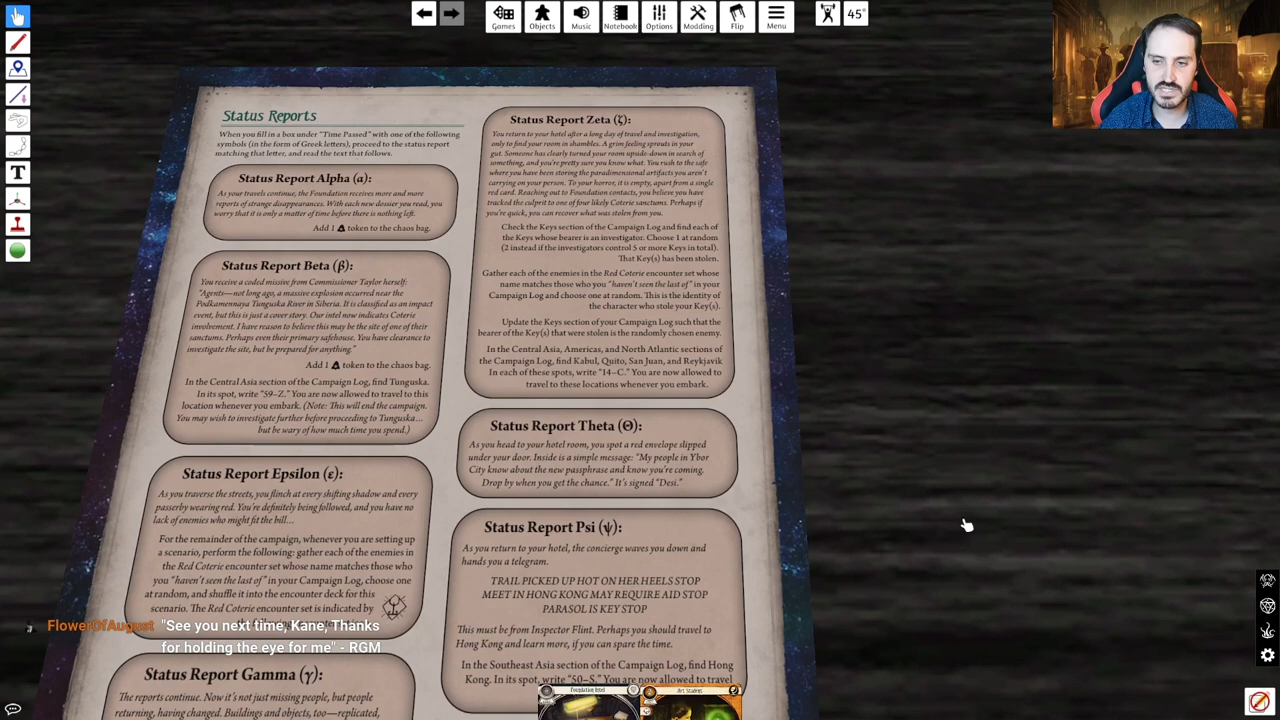 Games
Objects
Music
Notebook
Options
Modding
Flip
Menu
45°
T
Status Reports
When you fill in a box under "Time Passed" with one of the following
symbols (in the form of Greek letters), proceed to the status report
matching that letter, and read the text that follows.
Status Report Alpha (α):
As your travels continue, the Foundation receives more and more
reports of strange disappearances. With each new dossier you read, you
worry that it is only a matter of time before there is nothing left.
Add 1 token to the chaos bag.
Status Report Beta (β):
You receive a coded missive from Commissioner Taylor herself:
"Agents—not long ago, a massive explosion occurred near the
Podkamennaya Tunguska River in Siberia. It is classified as an impact
event, but this is just a cover story. Our intel now indicates Coterie
involvement. I have reason to believe this may be the site of one of their
sanctums. Perhaps even their primary safehouse. You have clearance to
investigate the site, but be prepared for anything."
Add 1 token to the chaos bag.
In the Central Asia section of the Campaign Log, find Tunguska.
In its spot, write "59–Z." You are now allowed to travel to this
location whenever you embark. (Note: This will end the campaign.
You may wish to investigate further before proceeding to Tunguska…
but be wary of how much time you spend.)
Status Report Epsilon (ε):
As you traverse the streets, you flinch at every shifting shadow and every
passerby wearing red. You're definitely being followed, and you have no
lack of enemies who might fit the bill…
For the remainder of the campaign, whenever you are setting up
a scenario, perform the following: gather each of the enemies in
the Red Coterie encounter set whose name matches those who
you "haven't seen the last of" in your Campaign Log, choose one
at random, and shuffle it into the encounter deck for this
scenario. The Red Coterie encounter set is indicated by
Status Report Gamma (γ):
The reports continue. Now it's not just missing people, but people
returning, having changed. Buildings and objects, too—replicated,
Status Report Zeta (ζ):
You return to your hotel after a long day of travel and investigation,
only to find your room in shambles. A grim feeling sprouts in your
gut. Someone has clearly turned your room upside-down in search of
something, and you're pretty sure you know what. You rush to the safe
where you have been storing the paradimensional artifacts you aren't
carrying on your person. To your horror, it is empty, apart from a single
red card. Reaching out to Foundation contacts, you believe you have
tracked the culprit to one of four likely Coterie sanctums. Perhaps if
you're quick, you can recover what was stolen from you.
Check the Keys section of the Campaign Log and find each of
the Keys whose bearer is an investigator. Choose 1 at random
(2 instead if the investigators control 5 or more Keys in total).
That Key(s) has been stolen.
Gather each of the enemies in the Red Coterie encounter set whose
name matches those who you "haven't seen the last of" in your
Campaign Log and choose one at random. This is the identity of
the character who stole your Key(s).
Update the Keys section of your Campaign Log such that the
bearer of the Key(s) that were stolen is the randomly chosen enemy.
In the Central Asia, Americas, and North Atlantic sections of
the Campaign Log, find Kabul, Quito, San Juan, and Reykjavik
In each of these spots, write "14–C." You are now allowed to
travel to these locations whenever you embark.
Status Report Theta (Θ):
As you head to your hotel room, you spot a red envelope slipped
under your door. Inside is a simple message: "My people in Ybor
City know about the new passphrase and know you're coming.
Drop by when you get the chance." It's signed "Desi."
Status Report Psi (ψ):
As you return to your hotel, the concierge waves you down and
hands you a telegram.
TRAIL PICKED UP HOT ON HER HEELS STOP
MEET IN HONG KONG MAY REQUIRE AID STOP
PARASOL IS KEY STOP
This must be from Inspector Flint. Perhaps you should travel to
Hong Kong and learn more, if you can spare the time.
In the Southeast Asia section of the Campaign Log, find Hong
Kong. In its spot, write "50–S." You are now allowed to travel
FlowerOfAugust "See you next time, Kane, Thanks
for holding the eye for me" - RGM
Foundation Intel
Art Student